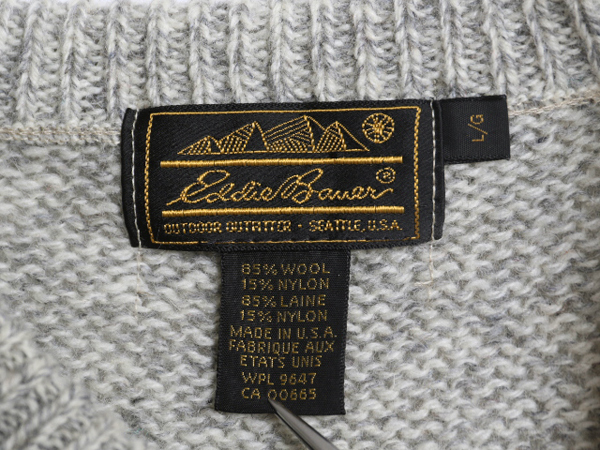 Eddie Bauer®
OUTDOOR OUTFITTER · SEATTLE, U.S.A.
L/G
85% WOOL
15% NYLON
85% LAINE
15% NYLON
MADE IN U.S.A.
FABRIQUE AUX
ETATS UNIS
WPL 9647
CA 00665